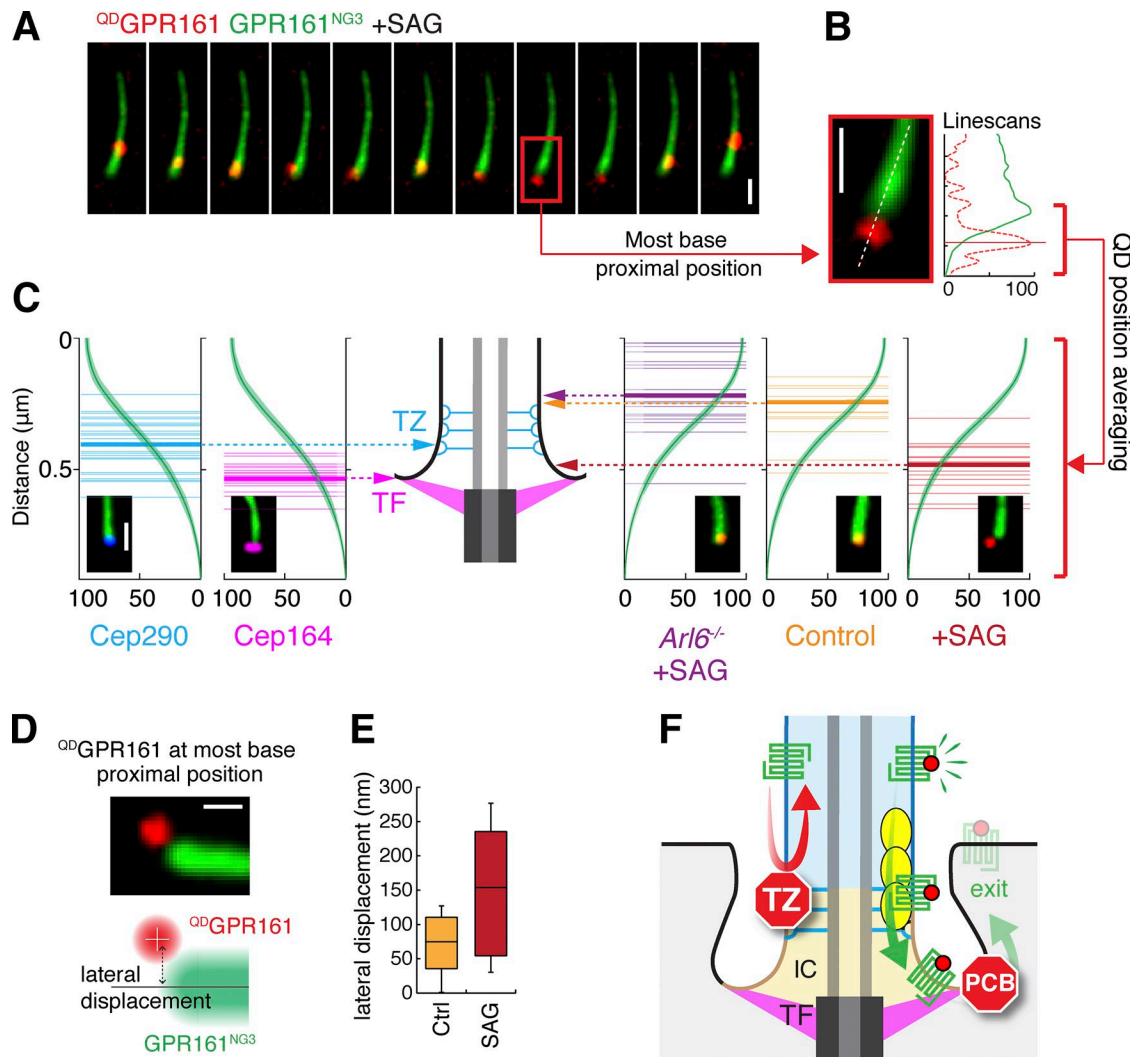 A
QDGPR161 GPR161NG3 +SAG
B
Linescans
Most base
proximal position
0 100
QD position averaging
C
Distance (μm)
0
0.5
TZ
TF
100 50 0
100 50 0
0 50 100
0 50 100
0 50 100
Cep290
Cep164
Arl6-/-
+SAG
Control
+SAG
D
QDGPR161 at most base
proximal position
QDGPR161
lateral
displacement
GPR161NG3
E
lateral displacement (nm)
300
250
200
150
100
50
0
Ctrl
SAG
F
TZ
exit
IC
PCB
TF